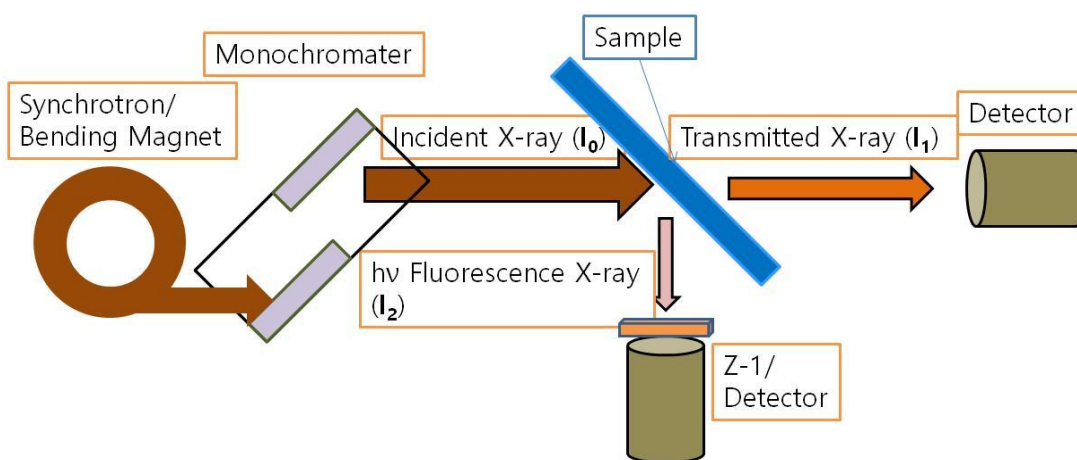 Monochromater
Sample
Synchrotron/
Bending Magnet
Detector
Incident X-ray (I₀)
Transmitted X-ray (I₁)
hν Fluorescence X-ray
(I₂)
Z-1/
Detector